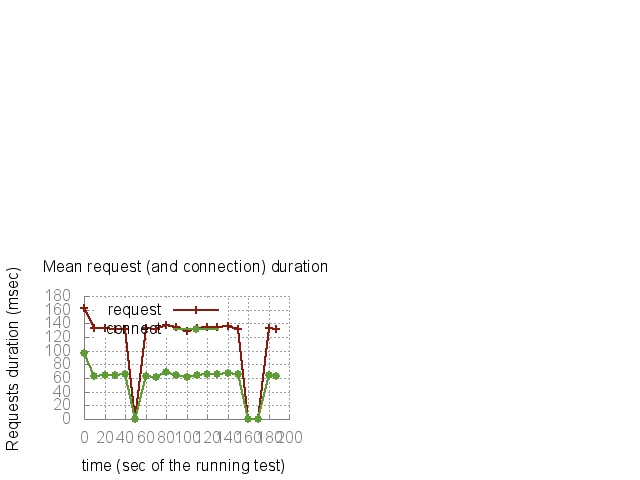 Mean request (and connection) duration
Requests duration (msec)
180
160
140
120
100
80
60
40
20
0
request
connect
0 20 40 60 80 100 120 140 160 180 200
time (sec of the running test)